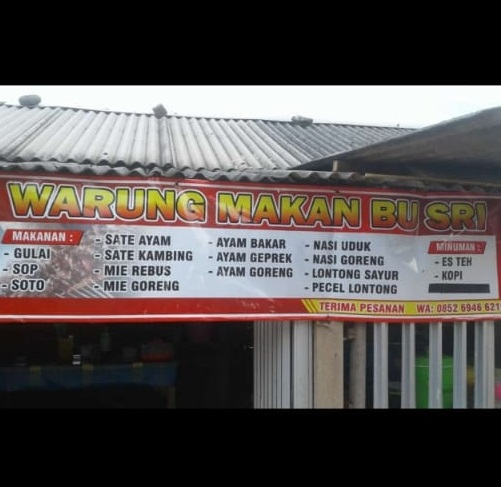 WARUNG MAKAN BU SRI
MAKANAN :
- GULAI
- SOP
- SOTO
- SATE AYAM
- SATE KAMBING
- MIE REBUS
- MIE GORENG
- AYAM BAKAR
- AYAM GEPREK
- AYAM GORENG
- NASI UDUK
- NASI GORENG
- LONTONG SAYUR
- PECEL LONTONG
MINUMAN :
- ES TEH
- KOPI
TERIMA PESANAN WA: 0852 6946 621